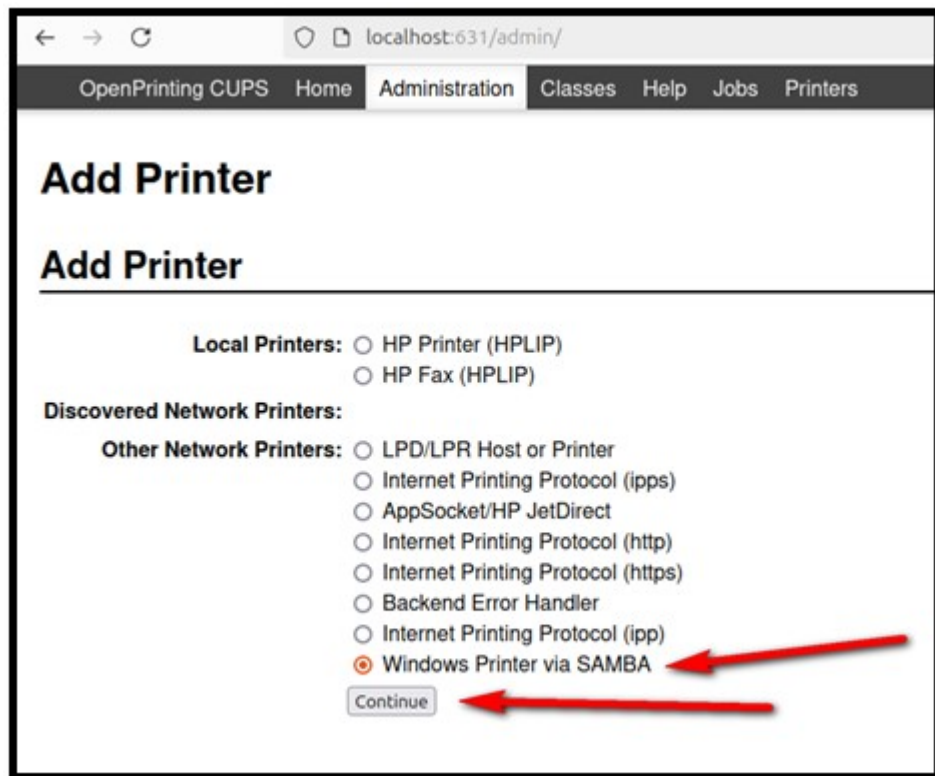 localhost:631/admin/
OpenPrinting CUPS Home Administration Classes Help Jobs Printers
Add Printer
Add Printer
Local Printers: HP Printer (HPLIP)
HP Fax (HPLIP)
Discovered Network Printers:
Other Network Printers: LPD/LPR Host or Printer
Internet Printing Protocol (ipps)
AppSocket/HP JetDirect
Internet Printing Protocol (http)
Internet Printing Protocol (https)
Backend Error Handler
Internet Printing Protocol (ipp)
Windows Printer via SAMBA
Continue